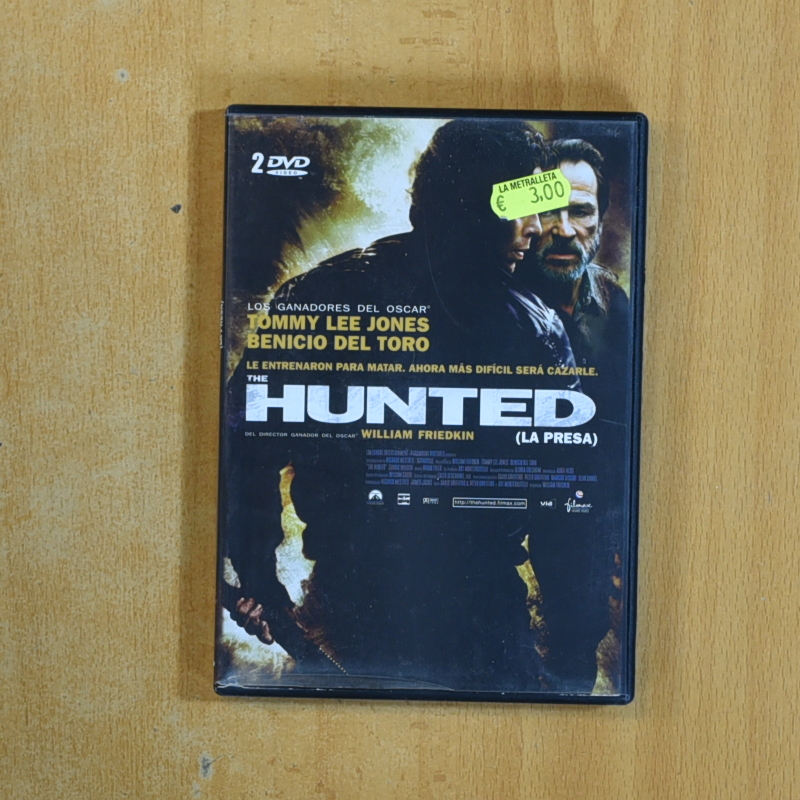 2 DVD
VIDEO
LA METRALLETA
€ 3,00
LOS GANADORES DEL OSCAR®
TOMMY LEE JONES
BENICIO DEL TORO
LE ENTRENARON PARA MATAR. AHORA MÁS DIFÍCIL SERÁ CAZARLE.
THE
HUNTED
(LA PRESA)
DEL DIRECTOR GANADOR DEL OSCAR® WILLIAM FRIEDKIN
http://thehunted.filmax.com
via
filmax